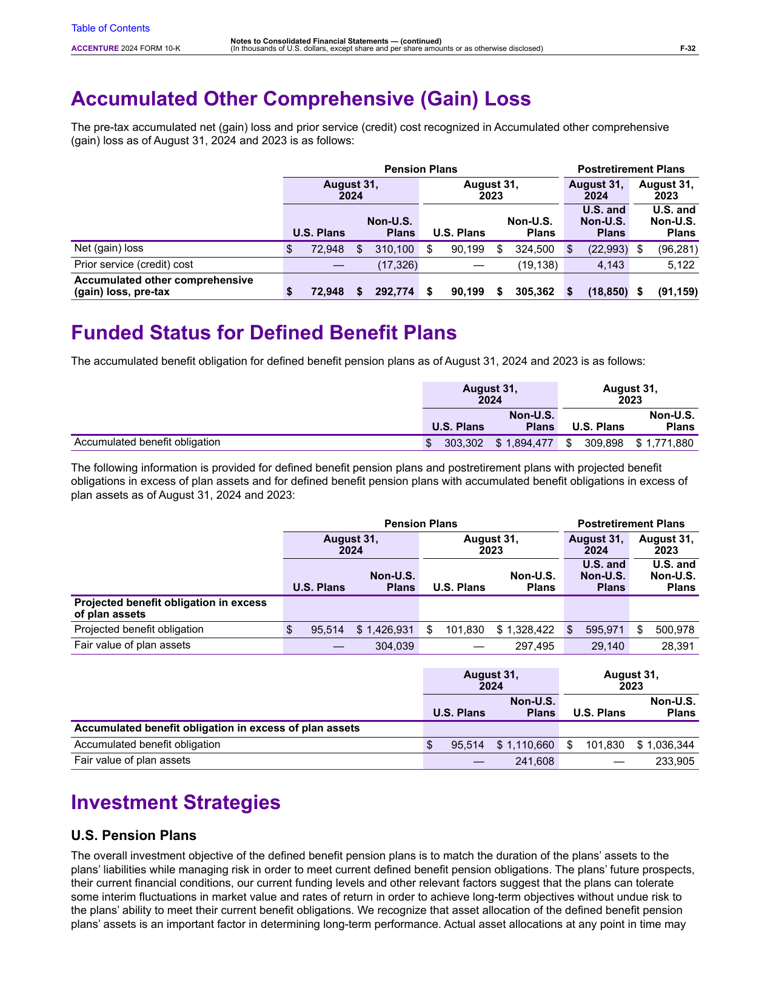 Table of Contents
ACCENTURE 2024 FORM 10-K
Notes to Consolidated Financial Statements — (continued)
(In thousands of U.S. dollars, except share and per share amounts or as otherwise disclosed)
F-32
Accumulated Other Comprehensive (Gain) Loss
The pre-tax accumulated net (gain) loss and prior service (credit) cost recognized in Accumulated other comprehensive
(gain) loss as of August 31, 2024 and 2023 is as follows:
Pension Plans Postretirement Plans
August 31, August 31, August 31, August 31,
2024 2023 2024 2023
U.S. and U.S. and
Non-U.S. Non-U.S. Non-U.S. Non-U.S.
U.S. Plans Plans U.S. Plans Plans Plans Plans
Net (gain) loss $ 72,948 $ 310,100 $ 90,199 $ 324,500 $ (22,993) $ (96,281)
Prior service (credit) cost — (17,326) — (19,138) 4,143 5,122
Accumulated other comprehensive
(gain) loss, pre-tax $ 72,948 $ 292,774 $ 90,199 $ 305,362 $ (18,850) $ (91,159)
Funded Status for Defined Benefit Plans
The accumulated benefit obligation for defined benefit pension plans as of August 31, 2024 and 2023 is as follows:
August 31, August 31,
2024 2023
Non-U.S. Non-U.S.
U.S. Plans Plans U.S. Plans Plans
Accumulated benefit obligation $ 303,302 $ 1,894,477 $ 309,898 $ 1,771,880
The following information is provided for defined benefit pension plans and postretirement plans with projected benefit
obligations in excess of plan assets and for defined benefit pension plans with accumulated benefit obligations in excess of
plan assets as of August 31, 2024 and 2023:
Pension Plans Postretirement Plans
August 31, August 31, August 31, August 31,
2024 2023 2024 2023
U.S. and U.S. and
Non-U.S. Non-U.S. Non-U.S. Non-U.S.
U.S. Plans Plans U.S. Plans Plans Plans Plans
Projected benefit obligation in excess
of plan assets
Projected benefit obligation $ 95,514 $ 1,426,931 $ 101,830 $ 1,328,422 $ 595,971 $ 500,978
Fair value of plan assets — 304,039 — 297,495 29,140 28,391
August 31, August 31,
2024 2023
Non-U.S. Non-U.S.
U.S. Plans Plans U.S. Plans Plans
Accumulated benefit obligation in excess of plan assets
Accumulated benefit obligation $ 95,514 $ 1,110,660 $ 101,830 $ 1,036,344
Fair value of plan assets — 241,608 — 233,905
Investment Strategies
U.S. Pension Plans
The overall investment objective of the defined benefit pension plans is to match the duration of the plans’ assets to the
plans’ liabilities while managing risk in order to meet current defined benefit pension obligations. The plans’ future prospects,
their current financial conditions, our current funding levels and other relevant factors suggest that the plans can tolerate
some interim fluctuations in market value and rates of return in order to achieve long-term objectives without undue risk to
the plans’ ability to meet their current benefit obligations. We recognize that asset allocation of the defined benefit pension
plans’ assets is an important factor in determining long-term performance. Actual asset allocations at any point in time may